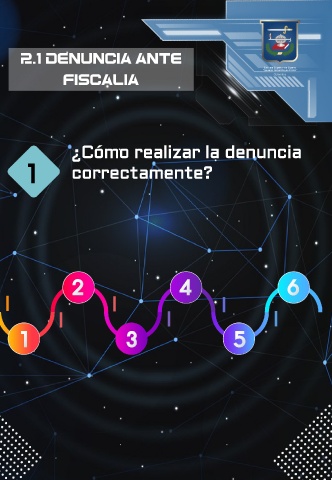 2.1 DENUNCIA ANTE
FISCALIA
1
¿Cómo realizar la denuncia
correctamente?
2
4
6
1
3
5